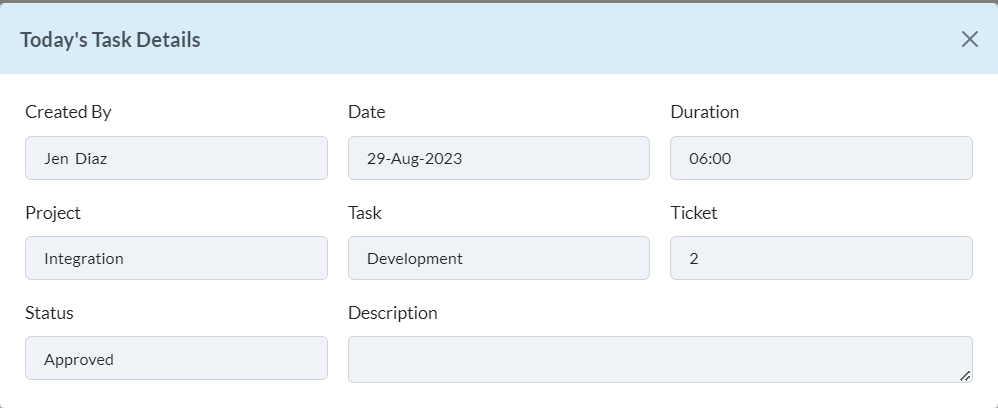 Today's Task Details
Created By Date Duration
Jen Diaz 29-Aug-2023 06:00
Project Task Ticket
Integration Development 2
Status Description
Approved